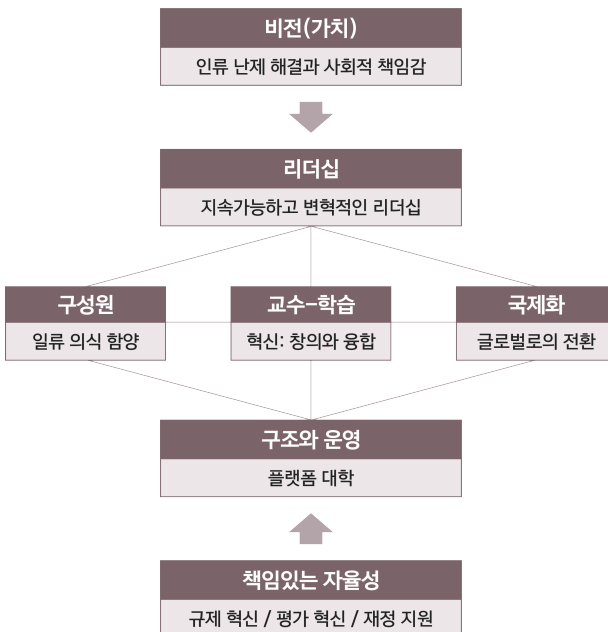 비전(가치)
인류 난제 해결과 사회적 책임감
리더십
지속가능하고 변혁적인 리더십
구성원
일류 의식 함양
교수-학습
혁신: 창의와 융합
국제화
글로벌로의 전환
구조와 운영
플랫폼 대학
책임있는 자율성
규제 혁신 / 평가 혁신 / 재정 지원